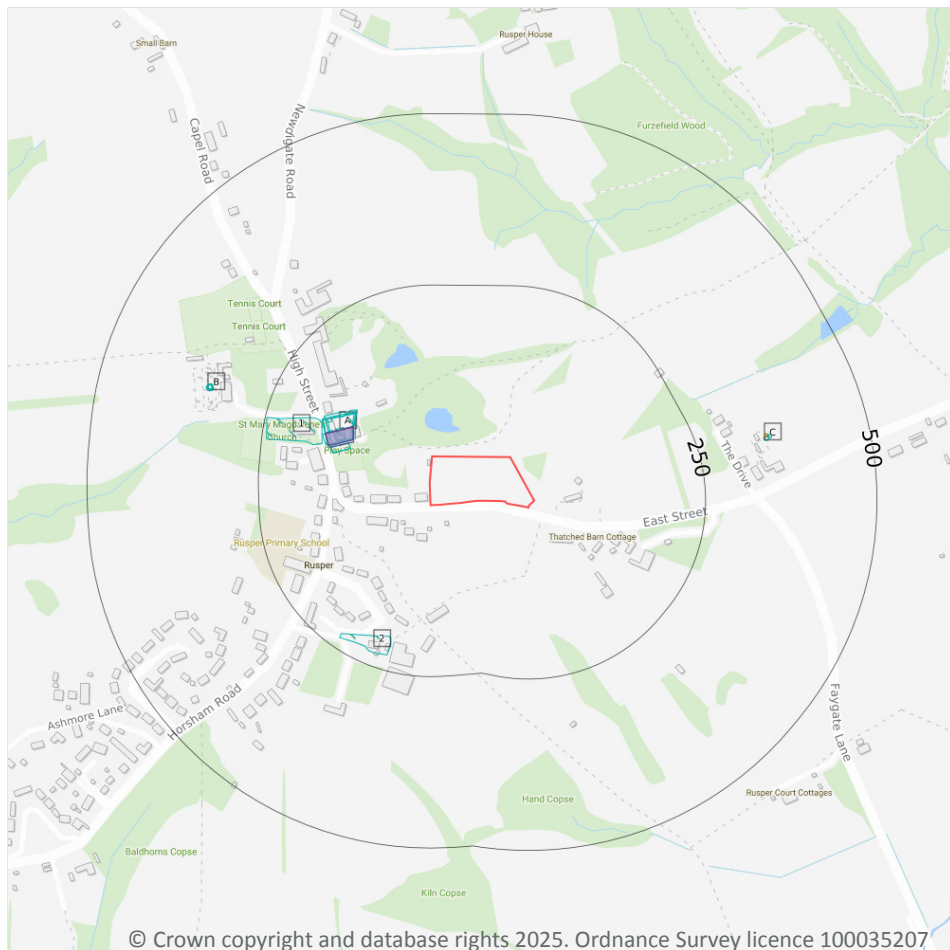 Small Barn
Rusper House
Capel Road
Newdigate Road
Furzefield Wood
Tennis Court
Tennis Court
High Street
B
1
A
St Mary Magdalene's
Church
Play Space
C
250
500
The Drive
East Street
Thatched Barn Cottage
Rusper Primary School
Rusper
2
Ashmore Lane
Horsham Road
Faygate Lane
Rusper Court Cottages
Hand Copse
Baldhorns Copse
Kiln Copse
© Crown copyright and database rights 2025. Ordnance Survey licence 100035207